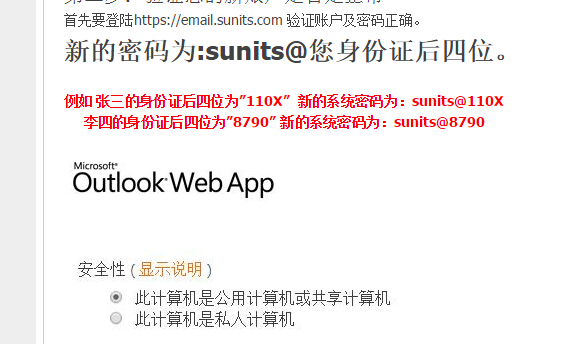 首先要登陆https://email.sunits.com 验证账户及密码正确。
新的密码为:sunits@您身份证后四位。
例如 张三的身份证后四位为”110X” 新的系统密码为：sunits@110X
李四的身份证后四位为”8790” 新的系统密码为：sunits@8790
Microsoft®
Outlook® Web App
安全性 ( 显示说明 )
此计算机是公用计算机或共享计算机
此计算机是私人计算机